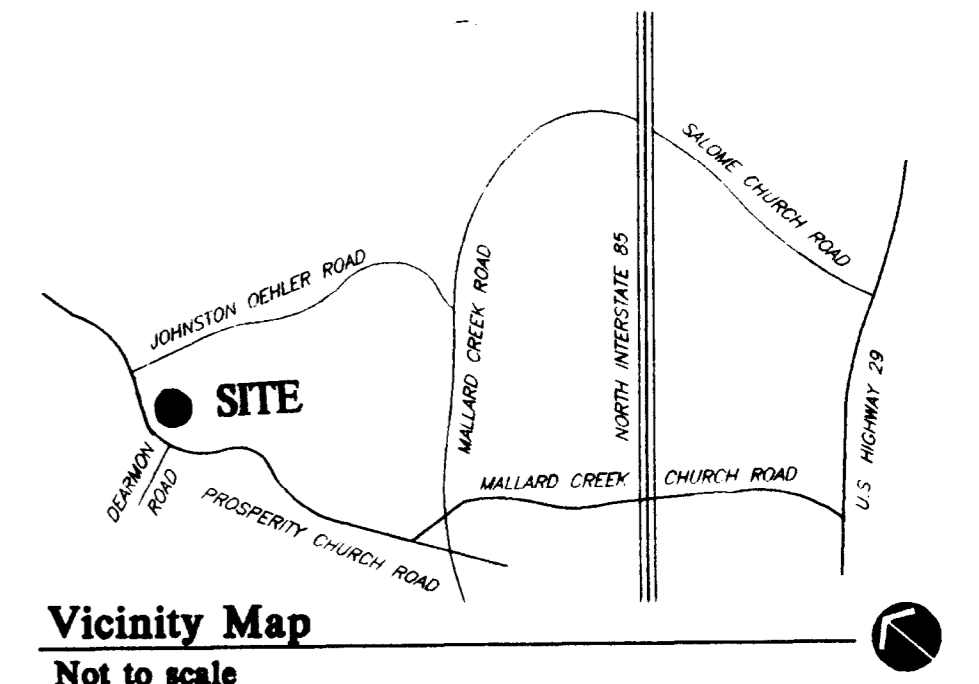 SALOME CHURCH ROAD
JOHNSTON OEHLER ROAD
MALLARD CREEK ROAD
NORTH INTERSTATE 85
U.S HIGHWAY 29
SITE
DEARMON
ROAD
PROSPERITY CHURCH ROAD
MALLARD CREEK CHURCH ROAD
Vicinity Map
Not to scale